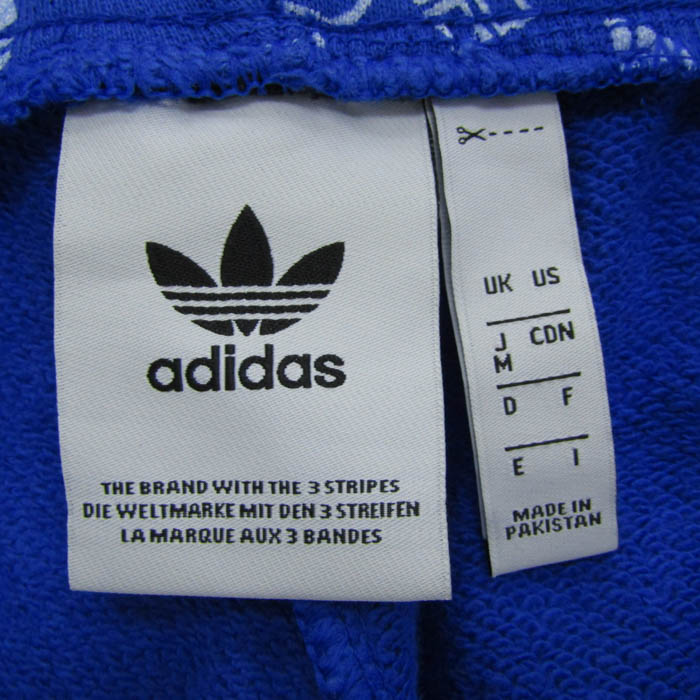 adidas
THE BRAND WITH THE 3 STRIPES
DIE WELTMARKE MIT DEN 3 STREIFEN
LA MARQUE AUX 3 BANDES
UK US
J CDN
M
D F
E I
MADE IN
PAKISTAN